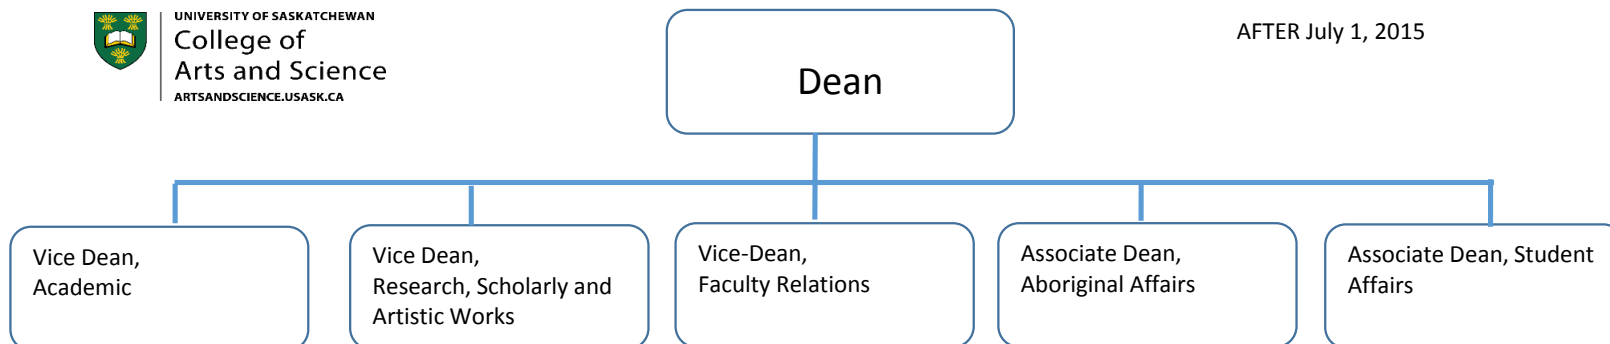 UNIVERSITY OF SASKATCHEWAN
College of
Arts and Science
ARTSANDSCIENCE.USASK.CA
Dean
AFTER July 1, 2015
Vice Dean,
Academic
Vice Dean,
Research, Scholarly and
Artistic Works
Vice-Dean,
Faculty Relations
Associate Dean,
Aboriginal Affairs
Associate Dean, Student
Affairs